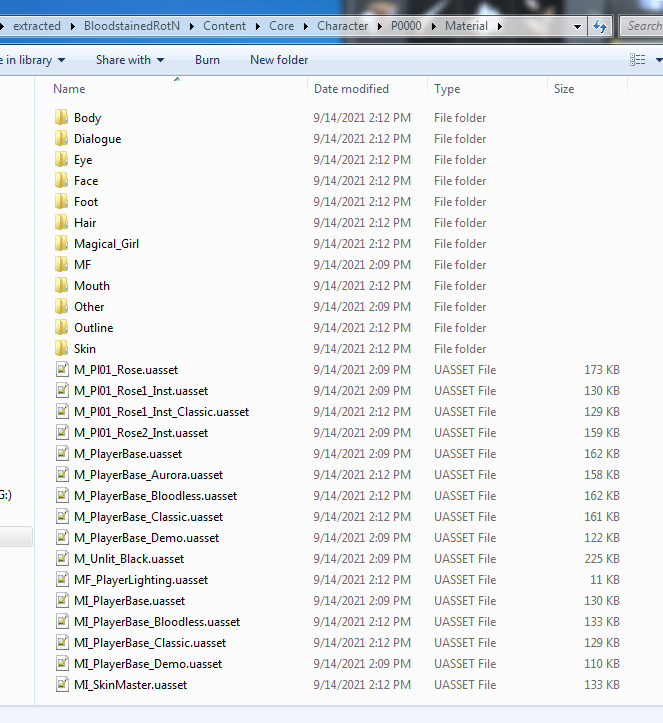 extracted ▸ BloodstainedRotN ▸ Content ▸ Core ▸ Character ▸ P0000 ▸ Material ▸ Search
e in library Share with Burn New folder
Name Date modified Type Size
Body 9/14/2021 2:12 PM File folder
Dialogue 9/14/2021 2:12 PM File folder
Eye 9/14/2021 2:12 PM File folder
Face 9/14/2021 2:12 PM File folder
Foot 9/14/2021 2:12 PM File folder
Hair 9/14/2021 2:12 PM File folder
Magical_Girl 9/14/2021 2:12 PM File folder
MF 9/14/2021 2:09 PM File folder
Mouth 9/14/2021 2:12 PM File folder
Other 9/14/2021 2:09 PM File folder
Outline 9/14/2021 2:12 PM File folder
Skin 9/14/2021 2:12 PM File folder
M_Pl01_Rose.uasset 9/14/2021 2:09 PM UASSET File 173 KB
M_Pl01_Rose1_Inst.uasset 9/14/2021 2:09 PM UASSET File 130 KB
M_Pl01_Rose1_Inst_Classic.uasset 9/14/2021 2:12 PM UASSET File 129 KB
M_Pl01_Rose2_Inst.uasset 9/14/2021 2:09 PM UASSET File 159 KB
M_PlayerBase.uasset 9/14/2021 2:09 PM UASSET File 162 KB
M_PlayerBase_Aurora.uasset 9/14/2021 2:12 PM UASSET File 158 KB
M_PlayerBase_Bloodless.uasset 9/14/2021 2:12 PM UASSET File 162 KB
M_PlayerBase_Classic.uasset 9/14/2021 2:12 PM UASSET File 161 KB
M_PlayerBase_Demo.uasset 9/14/2021 2:09 PM UASSET File 122 KB
M_Unlit_Black.uasset 9/14/2021 2:09 PM UASSET File 225 KB
MF_PlayerLighting.uasset 9/14/2021 2:12 PM UASSET File 11 KB
MI_PlayerBase.uasset 9/14/2021 2:09 PM UASSET File 130 KB
MI_PlayerBase_Bloodless.uasset 9/14/2021 2:12 PM UASSET File 133 KB
MI_PlayerBase_Classic.uasset 9/14/2021 2:12 PM UASSET File 129 KB
MI_PlayerBase_Demo.uasset 9/14/2021 2:09 PM UASSET File 110 KB
MI_SkinMaster.uasset 9/14/2021 2:12 PM UASSET File 133 KB
G:)